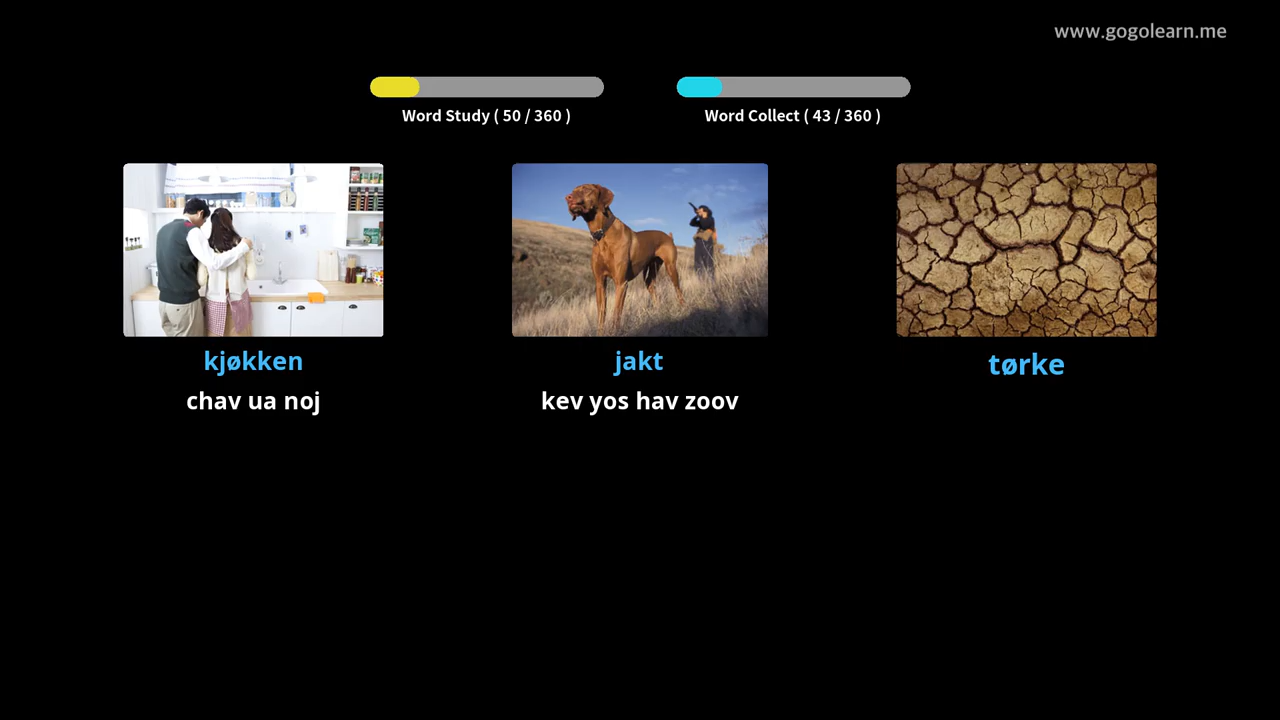 www.gogolearn.me
Word Study ( 50 / 360 )
Word Collect ( 43 / 360 )
kjøkken
chav ua noj
jakt
kev yos hav zoov
tørke